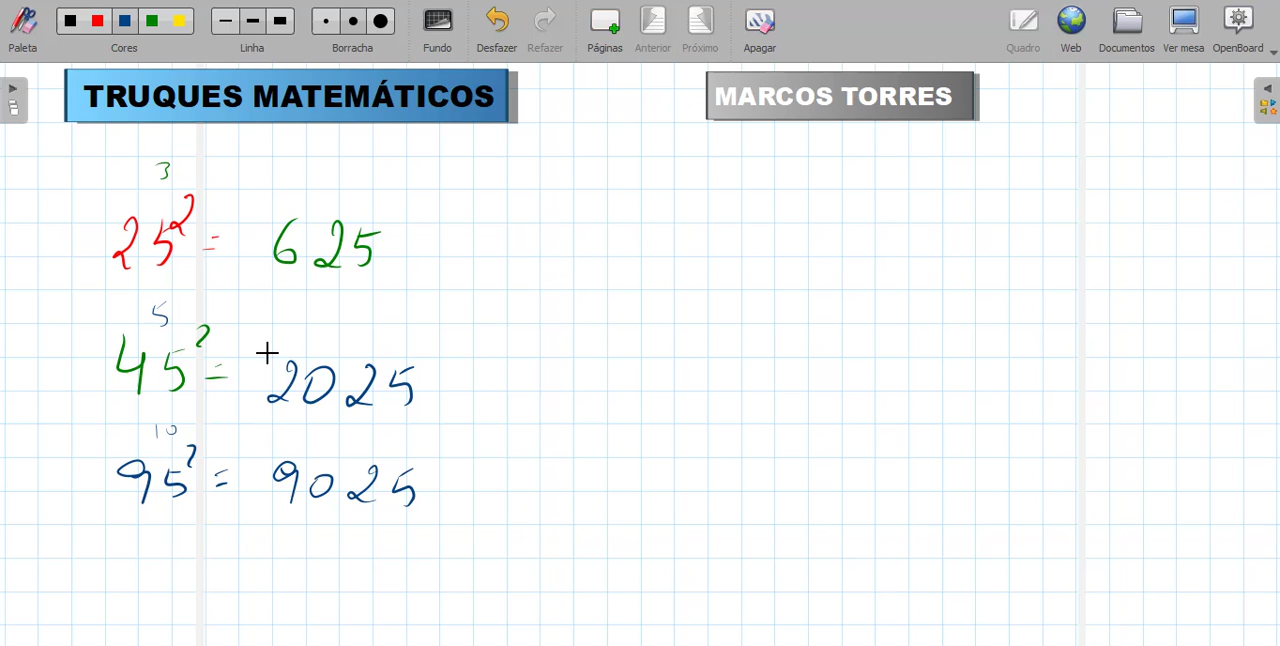 Paleta Cores Linha Borracha Fundo Desfazer Refazer Páginas Anterior Próximo Apagar Quadro Web Documentos Ver mesa OpenBoard
TRUQUES MATEMÁTICOS
MARCOS TORRES
3
25² = 625
5
45² = 2025
10
95² = 9025